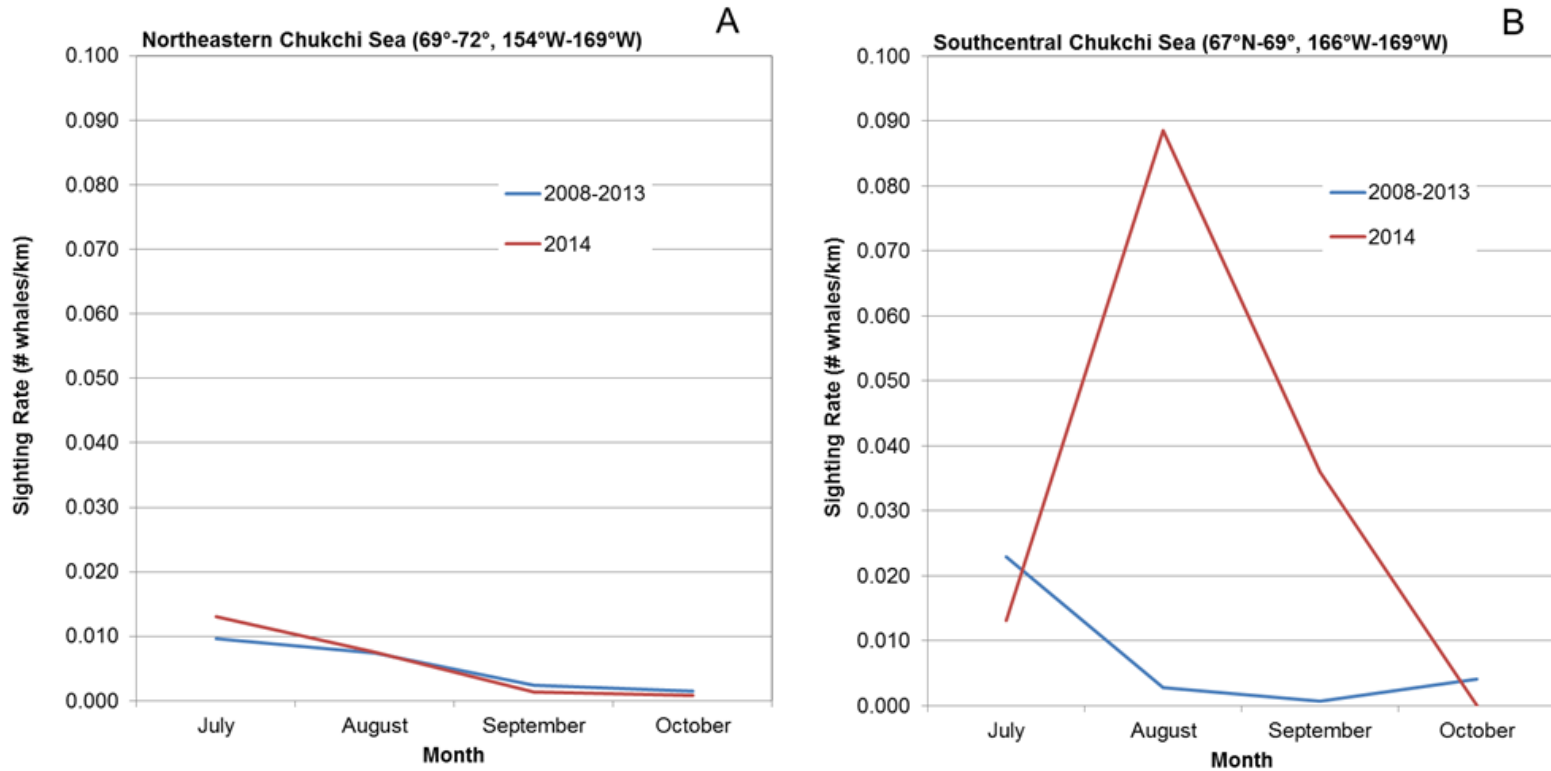 A
Northeastern Chukchi Sea (69°-72°, 154°W-169°W)
0.100
0.090
0.080
0.070
0.060
0.050
0.040
0.030
0.020
0.010
0.000
Sighting Rate (# whales/km)
2008-2013
2014
July August September October
Month
B
Southcentral Chukchi Sea (67°N-69°, 166°W-169°W)
0.100
0.090
0.080
0.070
0.060
0.050
0.040
0.030
0.020
0.010
0.000
Sighting Rate (# whales/km)
2008-2013
2014
July August September October
Month